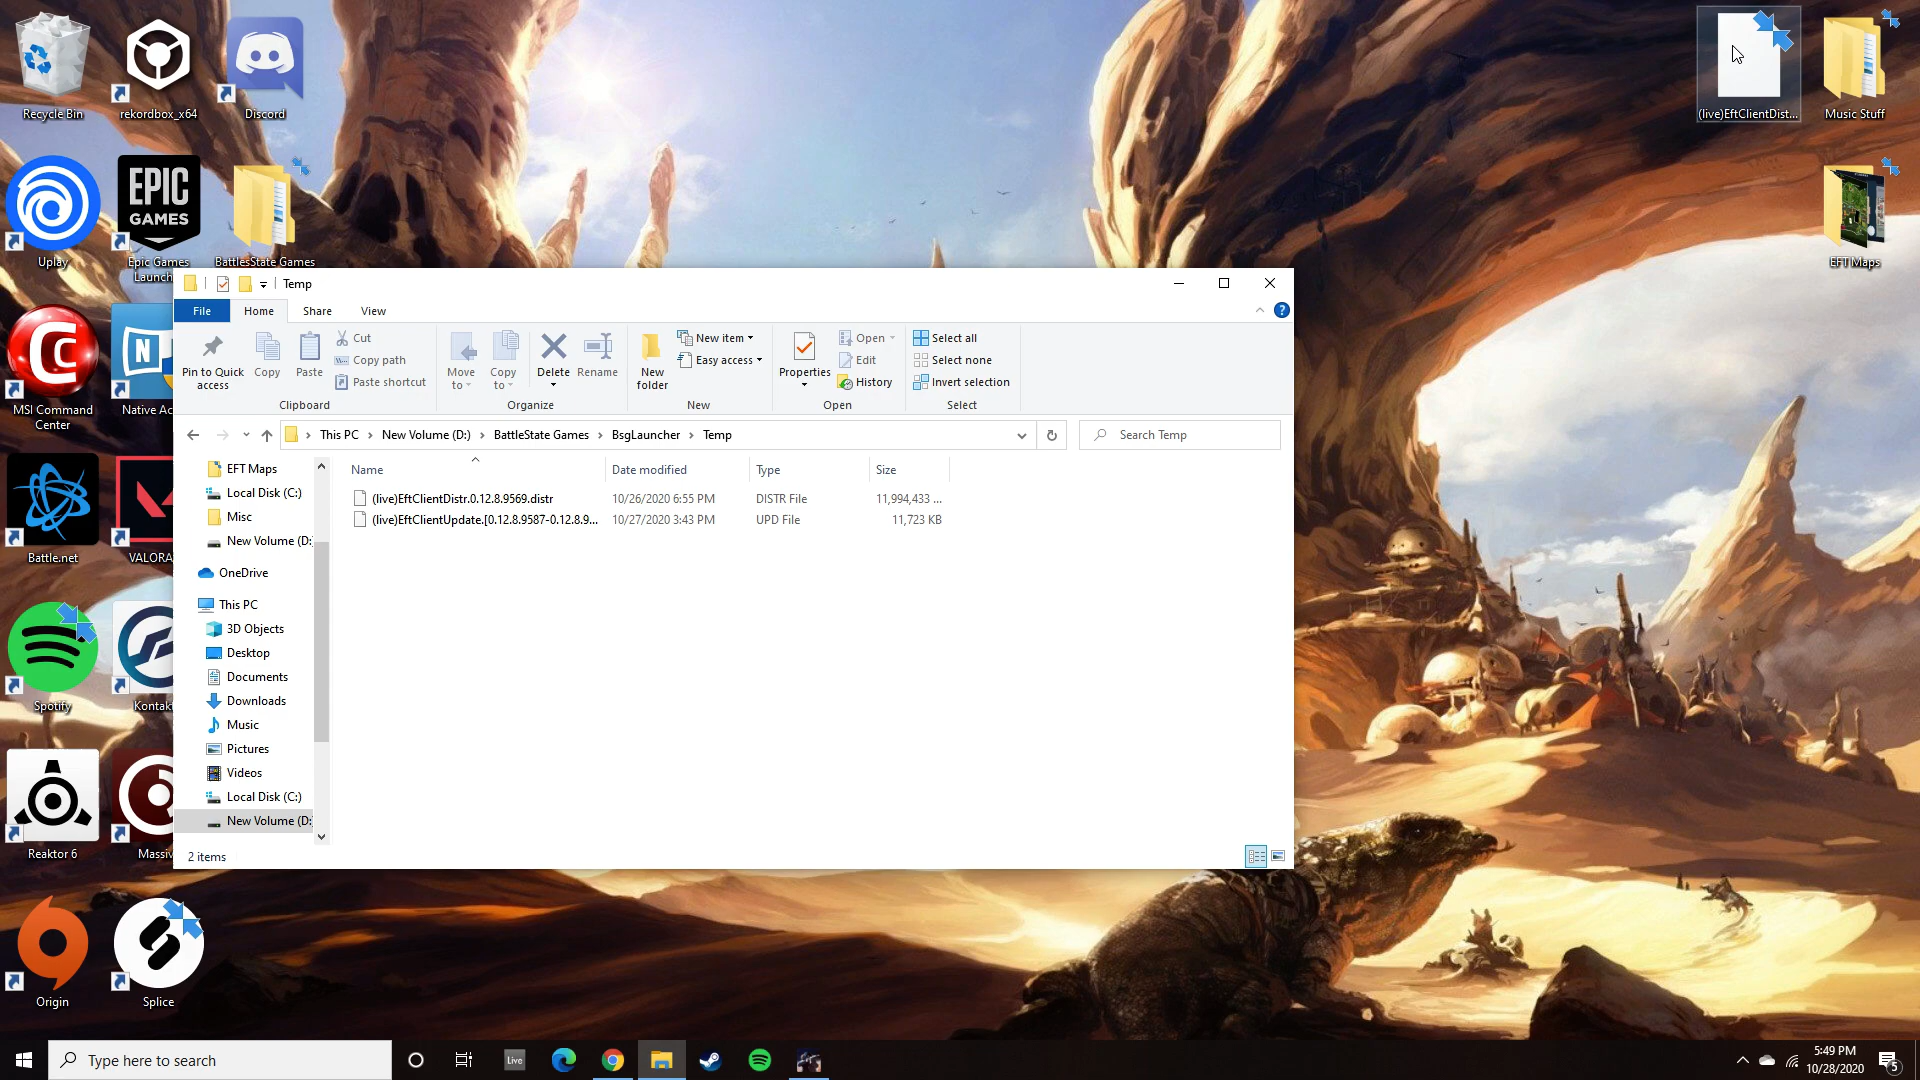 Recycle Bin
rekordbox_x64
Discord
(live)EftClientDist...
Music Stuff
EPIC
GAMES
Uplay
Epic Games
Launch
BattlesState Games
EFT Maps
Temp
File
Home
Share
View
Pin to Quick
access
Copy
Paste
Cut
Copy path
Paste shortcut
Clipboard
Move
to
Copy
to
Delete
Rename
Organize
New
folder
New item
Easy access
New
Properties
Open
Edit
History
Open
Select all
Select none
Invert selection
Select
MSI Command
Center
Native Ac
This PC
New Volume (D:)
BattleState Games
BsgLauncher
Temp
Search Temp
Name
Date modified
Type
Size
(live)EftClientDistr.0.12.8.9569.distr
10/26/2020 6:55 PM
DISTR File
11,994,433 ...
(live)EftClientUpdate.[0.12.8.9587-0.12.8.9...
10/27/2020 3:43 PM
UPD File
11,723 KB
EFT Maps
Local Disk (C:)
Misc
New Volume (D:
OneDrive
This PC
3D Objects
Desktop
Documents
Downloads
Music
Pictures
Videos
Local Disk (C:)
New Volume (D:
2 items
Battle.net
VALORA
Spotify
Kontak
Reaktor 6
Massiv
Origin
Splice
Type here to search
Live
5:49 PM
10/28/2020
5